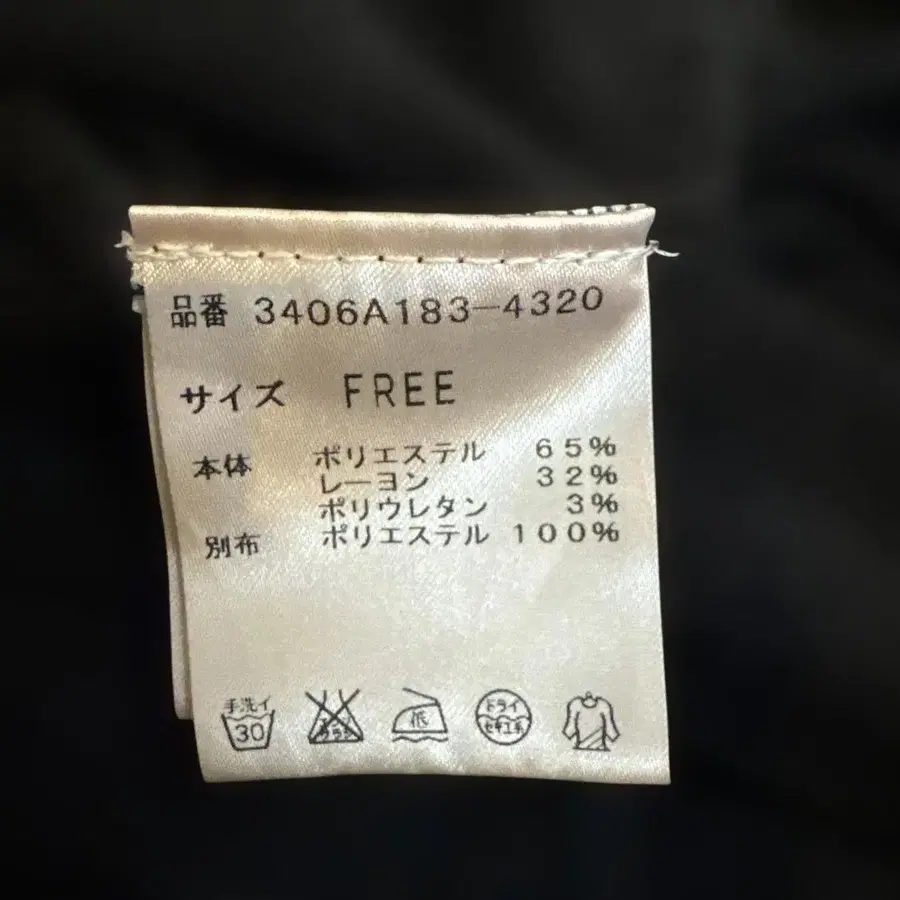 品番 3406A183-4320
サイズ FREE
本体 ポリエステル 65%
レーヨン 32%
ポリウレタン 3%
別布 ポリエステル 100%
手洗イ
30
低
ドライ
セキユ系